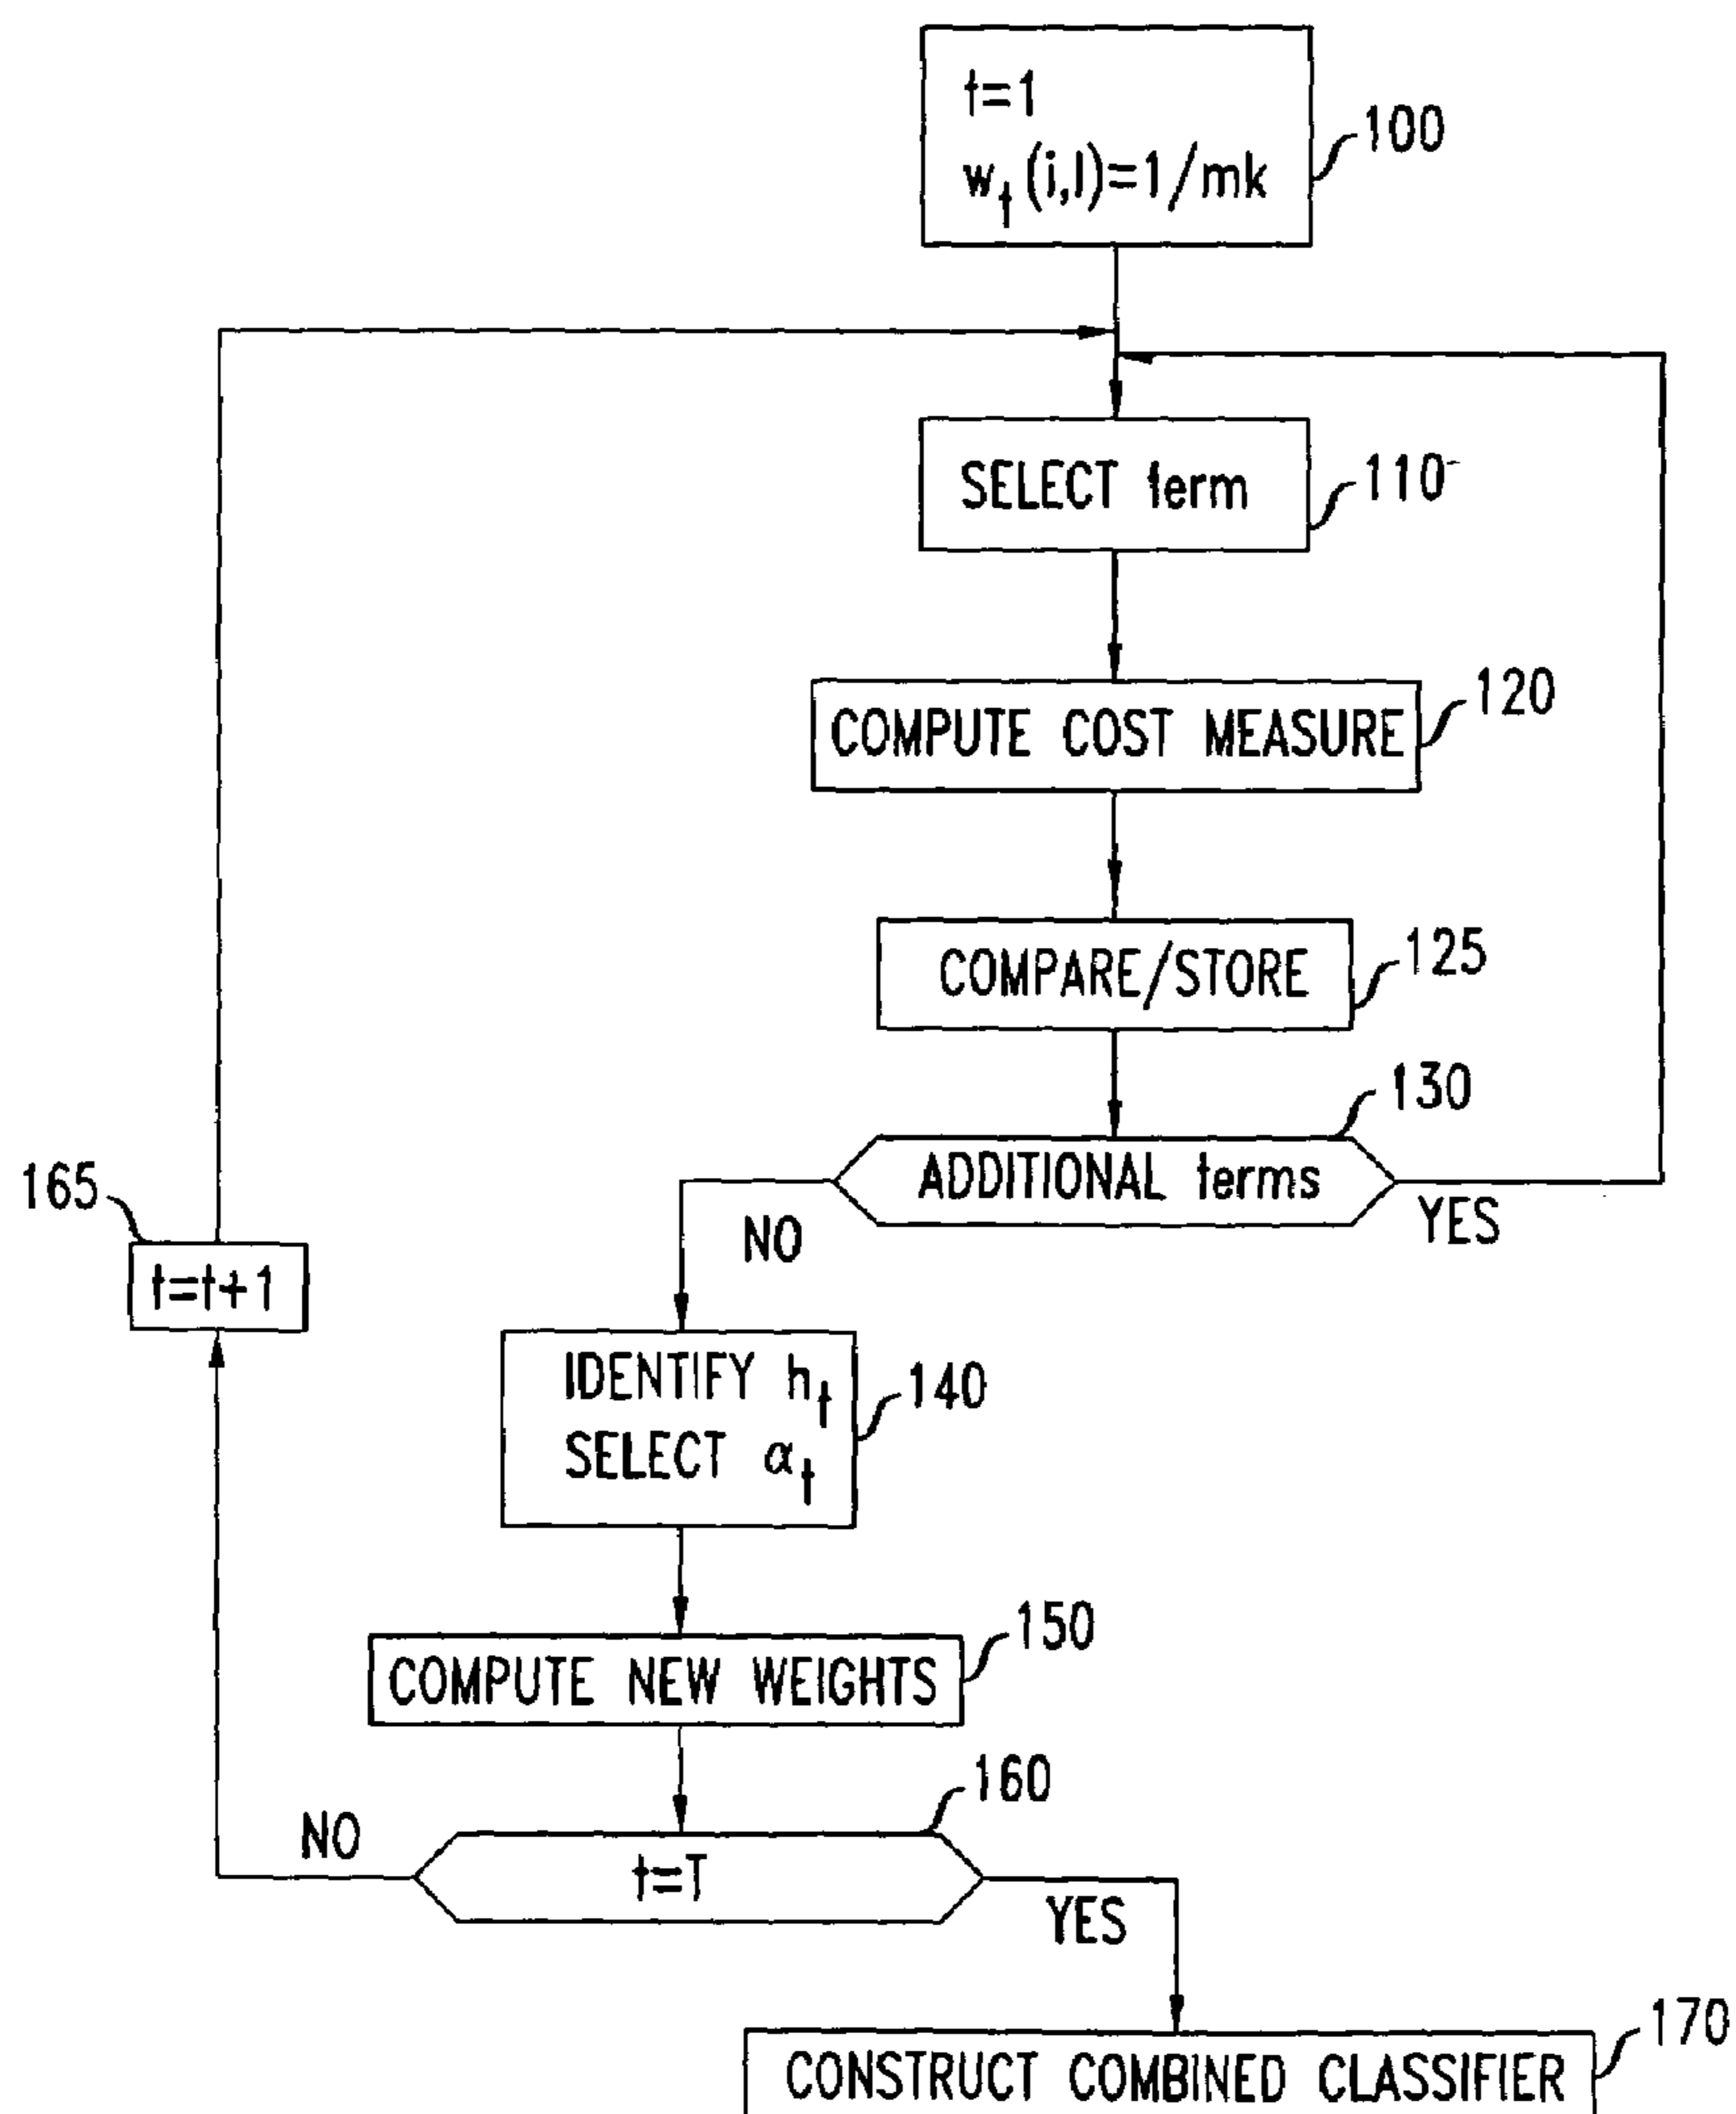 t=1
w_t(i,l)=1/mk
100
SELECT term
110
COMPUTE COST MEASURE
120
COMPARE/STORE
125
130
ADDITIONAL terms
YES
NO
165
t=t+1
IDENTIFY h_t
SELECT α_t
140
COMPUTE NEW WEIGHTS
150
160
t=T
NO
YES
170
CONSTRUCT COMBINED CLASSIFIER